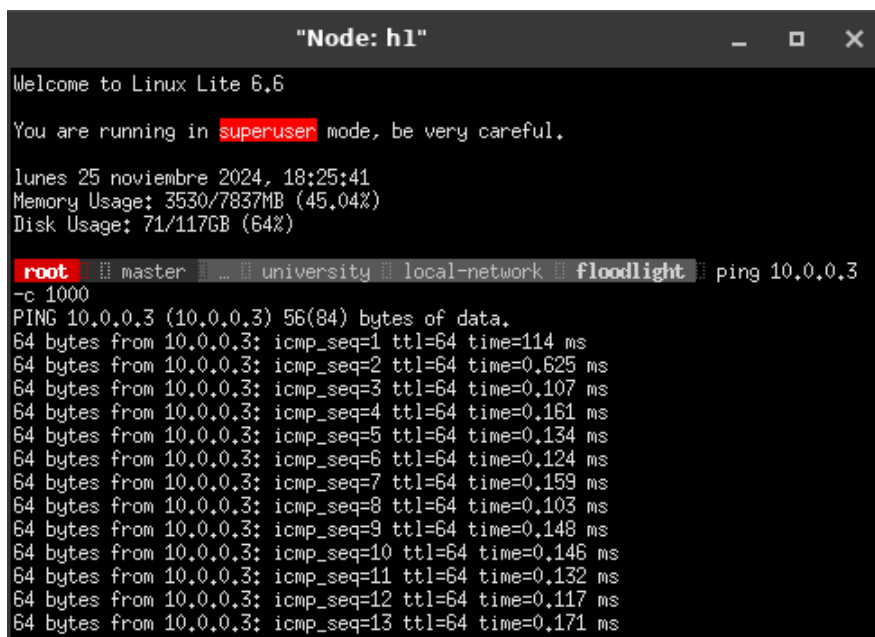 "Node: h1"
Welcome to Linux Lite 6.6
You are running in superuser mode, be very careful.
lunes 25 noviembre 2024, 18:25:41
Memory Usage: 3530/7837MB (45.04%)
Disk Usage: 71/117GB (64%)
root master … university local-network floodlight ping 10.0.0.3
-c 1000
PING 10.0.0.3 (10.0.0.3) 56(84) bytes of data.
64 bytes from 10.0.0.3: icmp_seq=1 ttl=64 time=114 ms
64 bytes from 10.0.0.3: icmp_seq=2 ttl=64 time=0.625 ms
64 bytes from 10.0.0.3: icmp_seq=3 ttl=64 time=0.107 ms
64 bytes from 10.0.0.3: icmp_seq=4 ttl=64 time=0.161 ms
64 bytes from 10.0.0.3: icmp_seq=5 ttl=64 time=0.134 ms
64 bytes from 10.0.0.3: icmp_seq=6 ttl=64 time=0.124 ms
64 bytes from 10.0.0.3: icmp_seq=7 ttl=64 time=0.159 ms
64 bytes from 10.0.0.3: icmp_seq=8 ttl=64 time=0.103 ms
64 bytes from 10.0.0.3: icmp_seq=9 ttl=64 time=0.148 ms
64 bytes from 10.0.0.3: icmp_seq=10 ttl=64 time=0.146 ms
64 bytes from 10.0.0.3: icmp_seq=11 ttl=64 time=0.132 ms
64 bytes from 10.0.0.3: icmp_seq=12 ttl=64 time=0.117 ms
64 bytes from 10.0.0.3: icmp_seq=13 ttl=64 time=0.171 ms